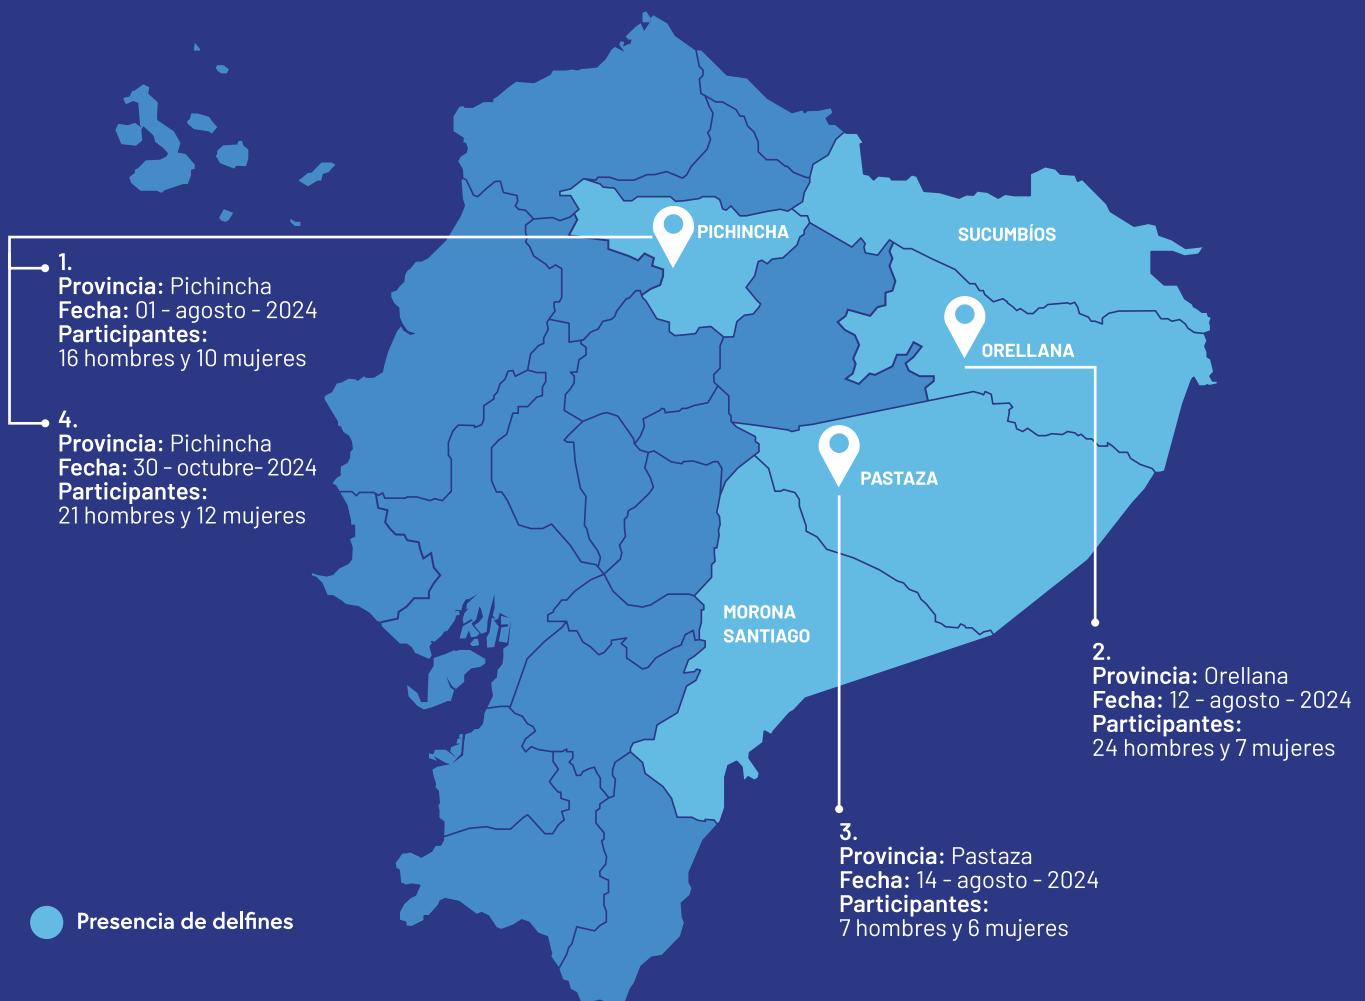 PICHINCHA
SUCUMBÍOS
ORELLANA
PASTAZA
MORONA
SANTIAGO
1.
Provincia: Pichincha
Fecha: 01 - agosto - 2024
Participantes:
16 hombres y 10 mujeres
4.
Provincia: Pichincha
Fecha: 30 - octubre- 2024
Participantes:
21 hombres y 12 mujeres
2.
Provincia: Orellana
Fecha: 12 - agosto - 2024
Participantes:
24 hombres y 7 mujeres
3.
Provincia: Pastaza
Fecha: 14 - agosto - 2024
Participantes:
7 hombres y 6 mujeres
Presencia de delfines